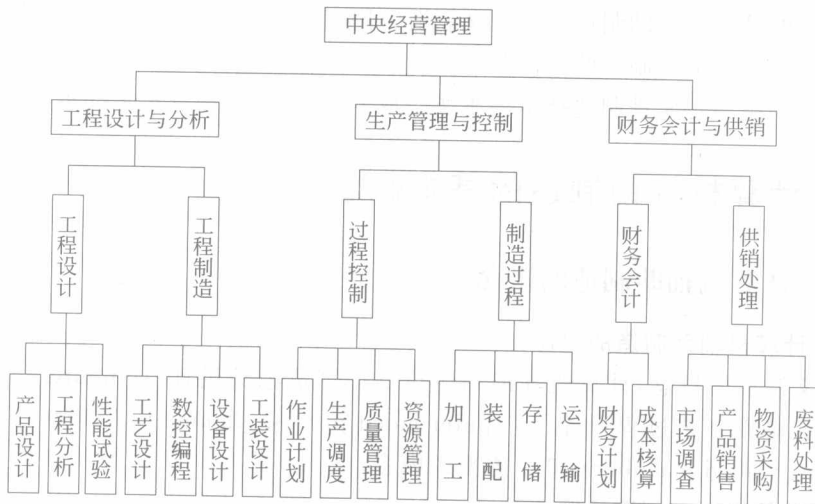 中央经营管理
工程设计与分析
生产管理与控制
财务会计与供销
工程设计
工程制造
过程控制
制造过程
财务会计
供销处理
产品设计
工程分析
性能试验
工艺设计
数控编程
设备设计
工装设计
作业计划
生产调度
质量管理
资源管理
加工
装配
存储
运输
财务计划
成本核算
市场调查
产品销售
物资采购
废料处理